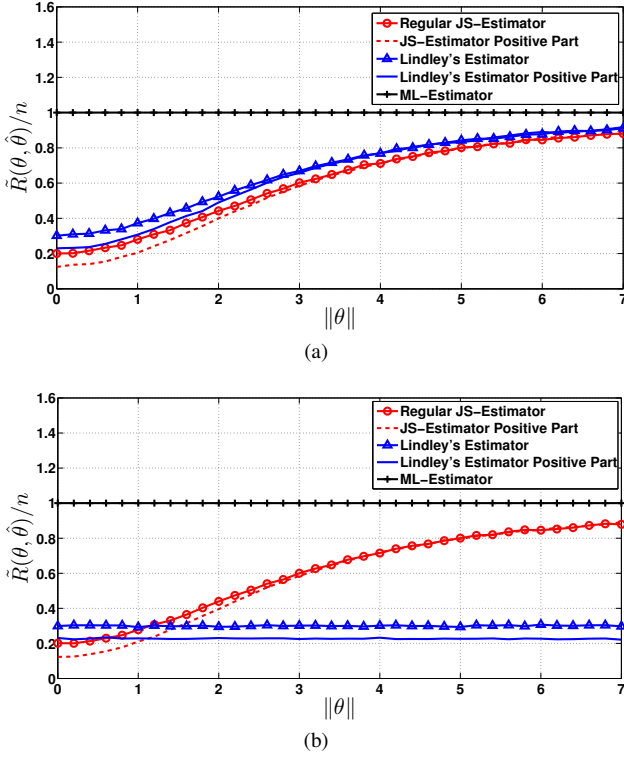 1.6
1.4
1.2
1
0.8
0.6
0.4
0.2
0
R̃(θ, θ̂)/n
Regular JS−Estimator
JS−Estimator Positive Part
Lindley's Estimator
Lindley's Estimator Positive Part
ML−Estimator
0 1 2 3 4 5 6 7
‖θ‖
(a)
1.6
1.4
1.2
1
0.8
0.6
0.4
0.2
0
R̃(θ, θ̂)/n
Regular JS−Estimator
JS−Estimator Positive Part
Lindley's Estimator
Lindley's Estimator Positive Part
ML−Estimator
0 1 2 3 4 5 6 7
‖θ‖
(b)